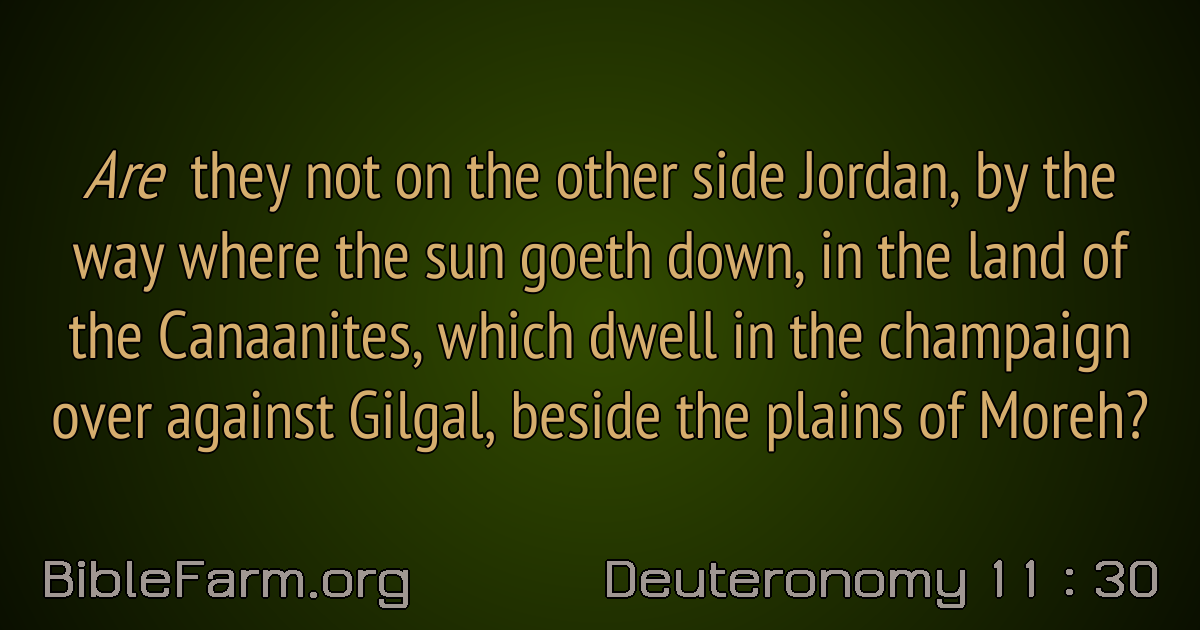 Are they not on the other side Jordan, by the
way where the sun goeth down, in the land of
the Canaanites, which dwell in the champaign
over against Gilgal, beside the plains of Moreh?
BibleFarm.org
Deuteronomy 11 : 30